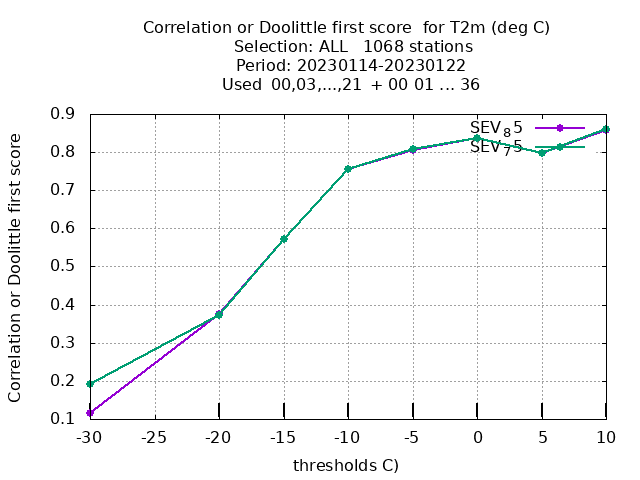 Correlation or Doolittle first score  for T2m (deg C)
Selection: ALL   1068 stations
Period: 20230114-20230122
Used  00,03,...,21  + 00 01 ... 36
Correlation or Doolittle first score
0.9
0.8
0.7
0.6
0.5
0.4
0.3
0.2
0.1
SEV₈5
SEV₇5
-30 -25 -20 -15 -10 -5 0 5 10
thresholds C)